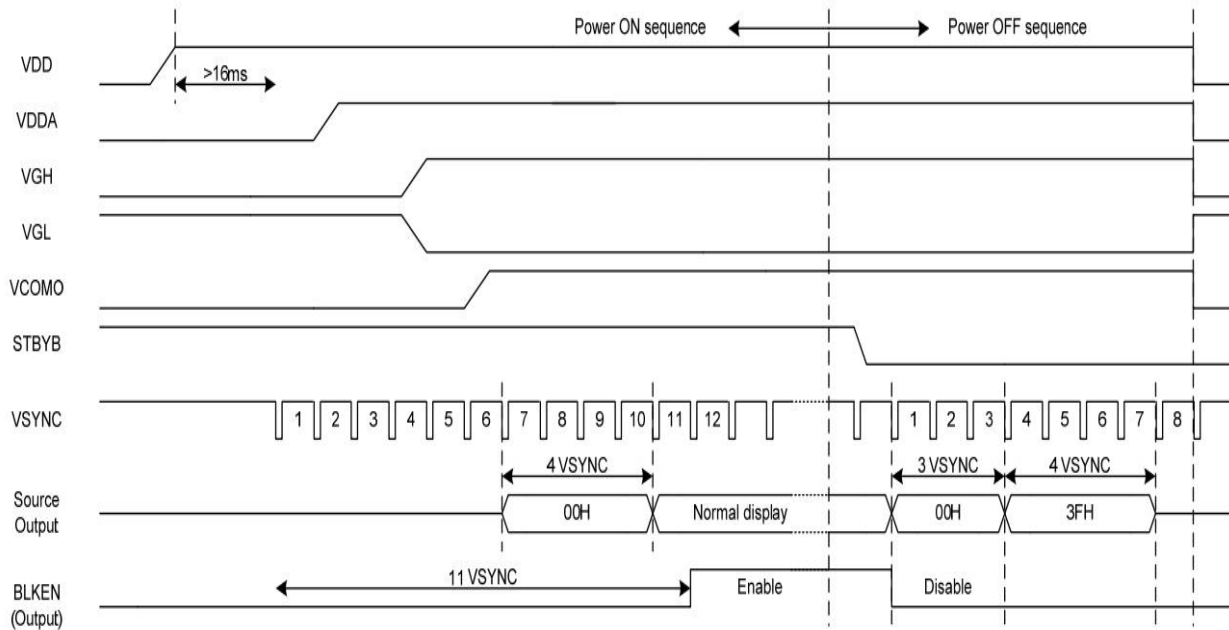 Power ON sequence Power OFF sequence
VDD
>16ms
VDDA
VGH
VGL
VCOMO
STBYB
VSYNC 1 2 3 4 5 6 7 8 9 10 11 12 1 2 3 4 5 6 7 8
4 VSYNC 3 VSYNC 4 VSYNC
Source
Output
00H Normal display 00H 3FH
11 VSYNC Enable Disable
BLKEN
(Output)